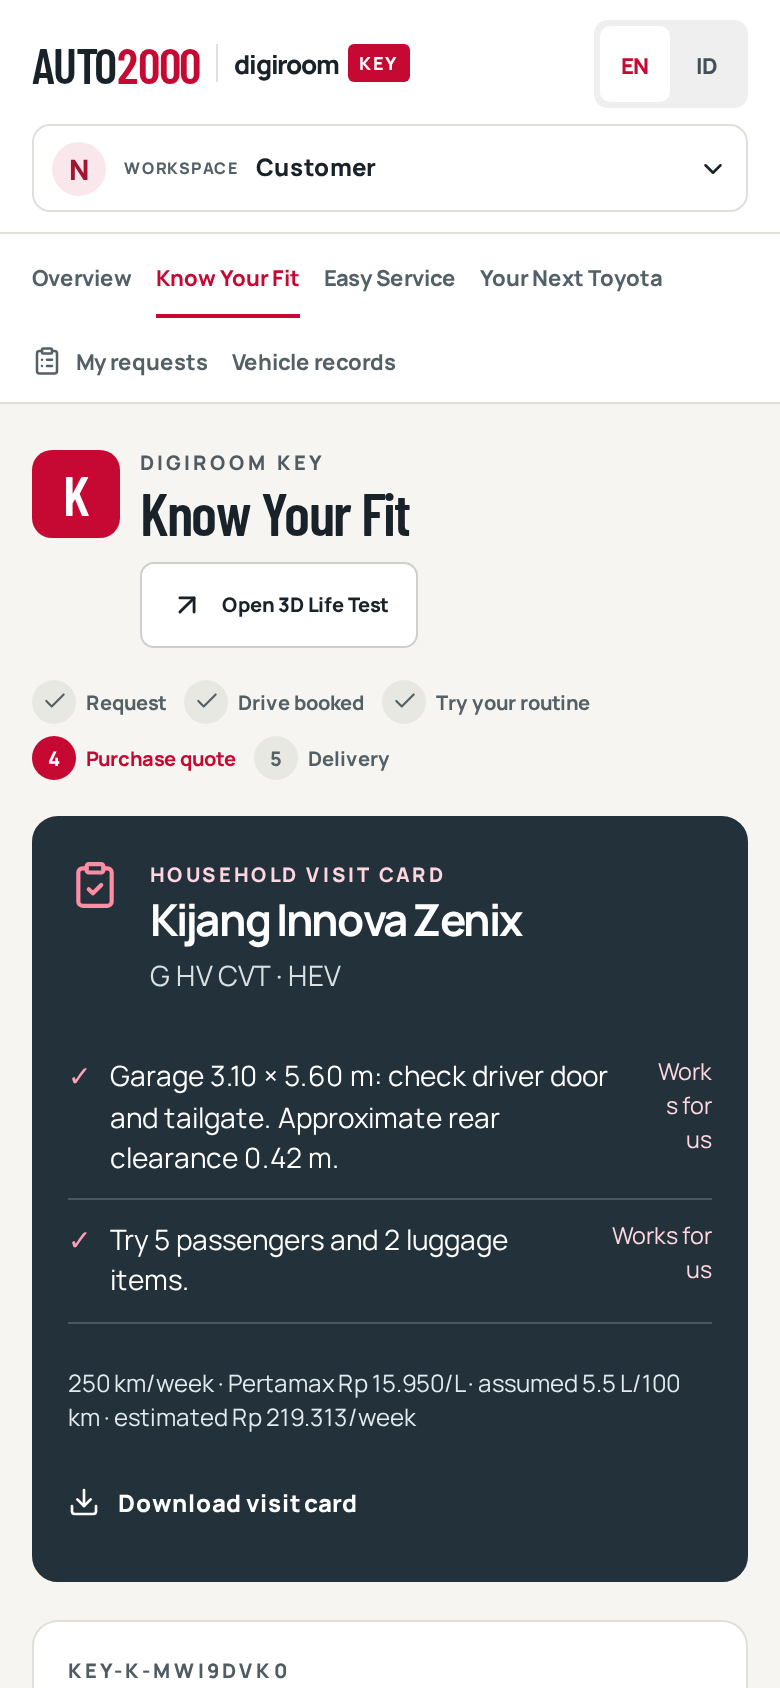 AUTO2000 digiroom KEY EN ID
N WORKSPACE Customer
Overview Know Your Fit Easy Service Your Next Toyota
My requests Vehicle records
K DIGIROOM KEY
Know Your Fit
Open 3D Life Test
Request Drive booked Try your routine
4 Purchase quote 5 Delivery
HOUSEHOLD VISIT CARD
Kijang Innova Zenix
G HV CVT · HEV
✓ Garage 3.10 × 5.60 m: check driver door
and tailgate. Approximate rear
clearance 0.42 m.
Work
s for
us
✓ Try 5 passengers and 2 luggage
items.
Works for
us
250 km/week · Pertamax Rp 15.950/L · assumed 5.5 L/100
km · estimated Rp 219.313/week
Download visit card
KEY-K-MWI9DVK0